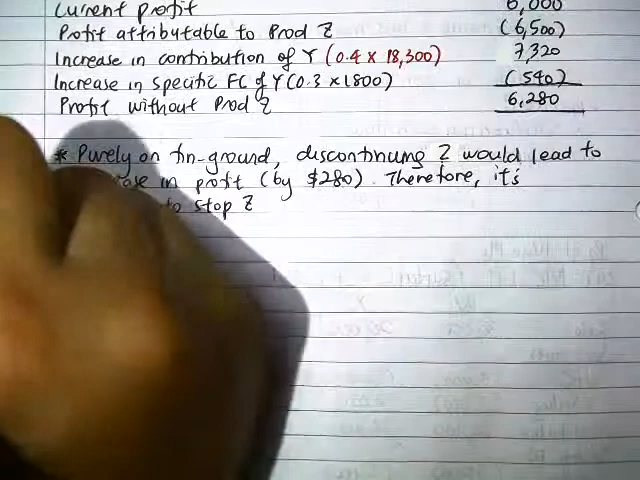 Current profit 6,000
Profit attributable to Prod Z (6,500)
Increase in contribution of Y (0.4 x 18,300) 7,320
Increase in specific FC of Y (0.3 x 1800) (540)
Profit without Prod Z 6,280
* Purely on fin-ground, discontinuing Z would lead to
in profit (by $280). Therefore, it's
to stop Z